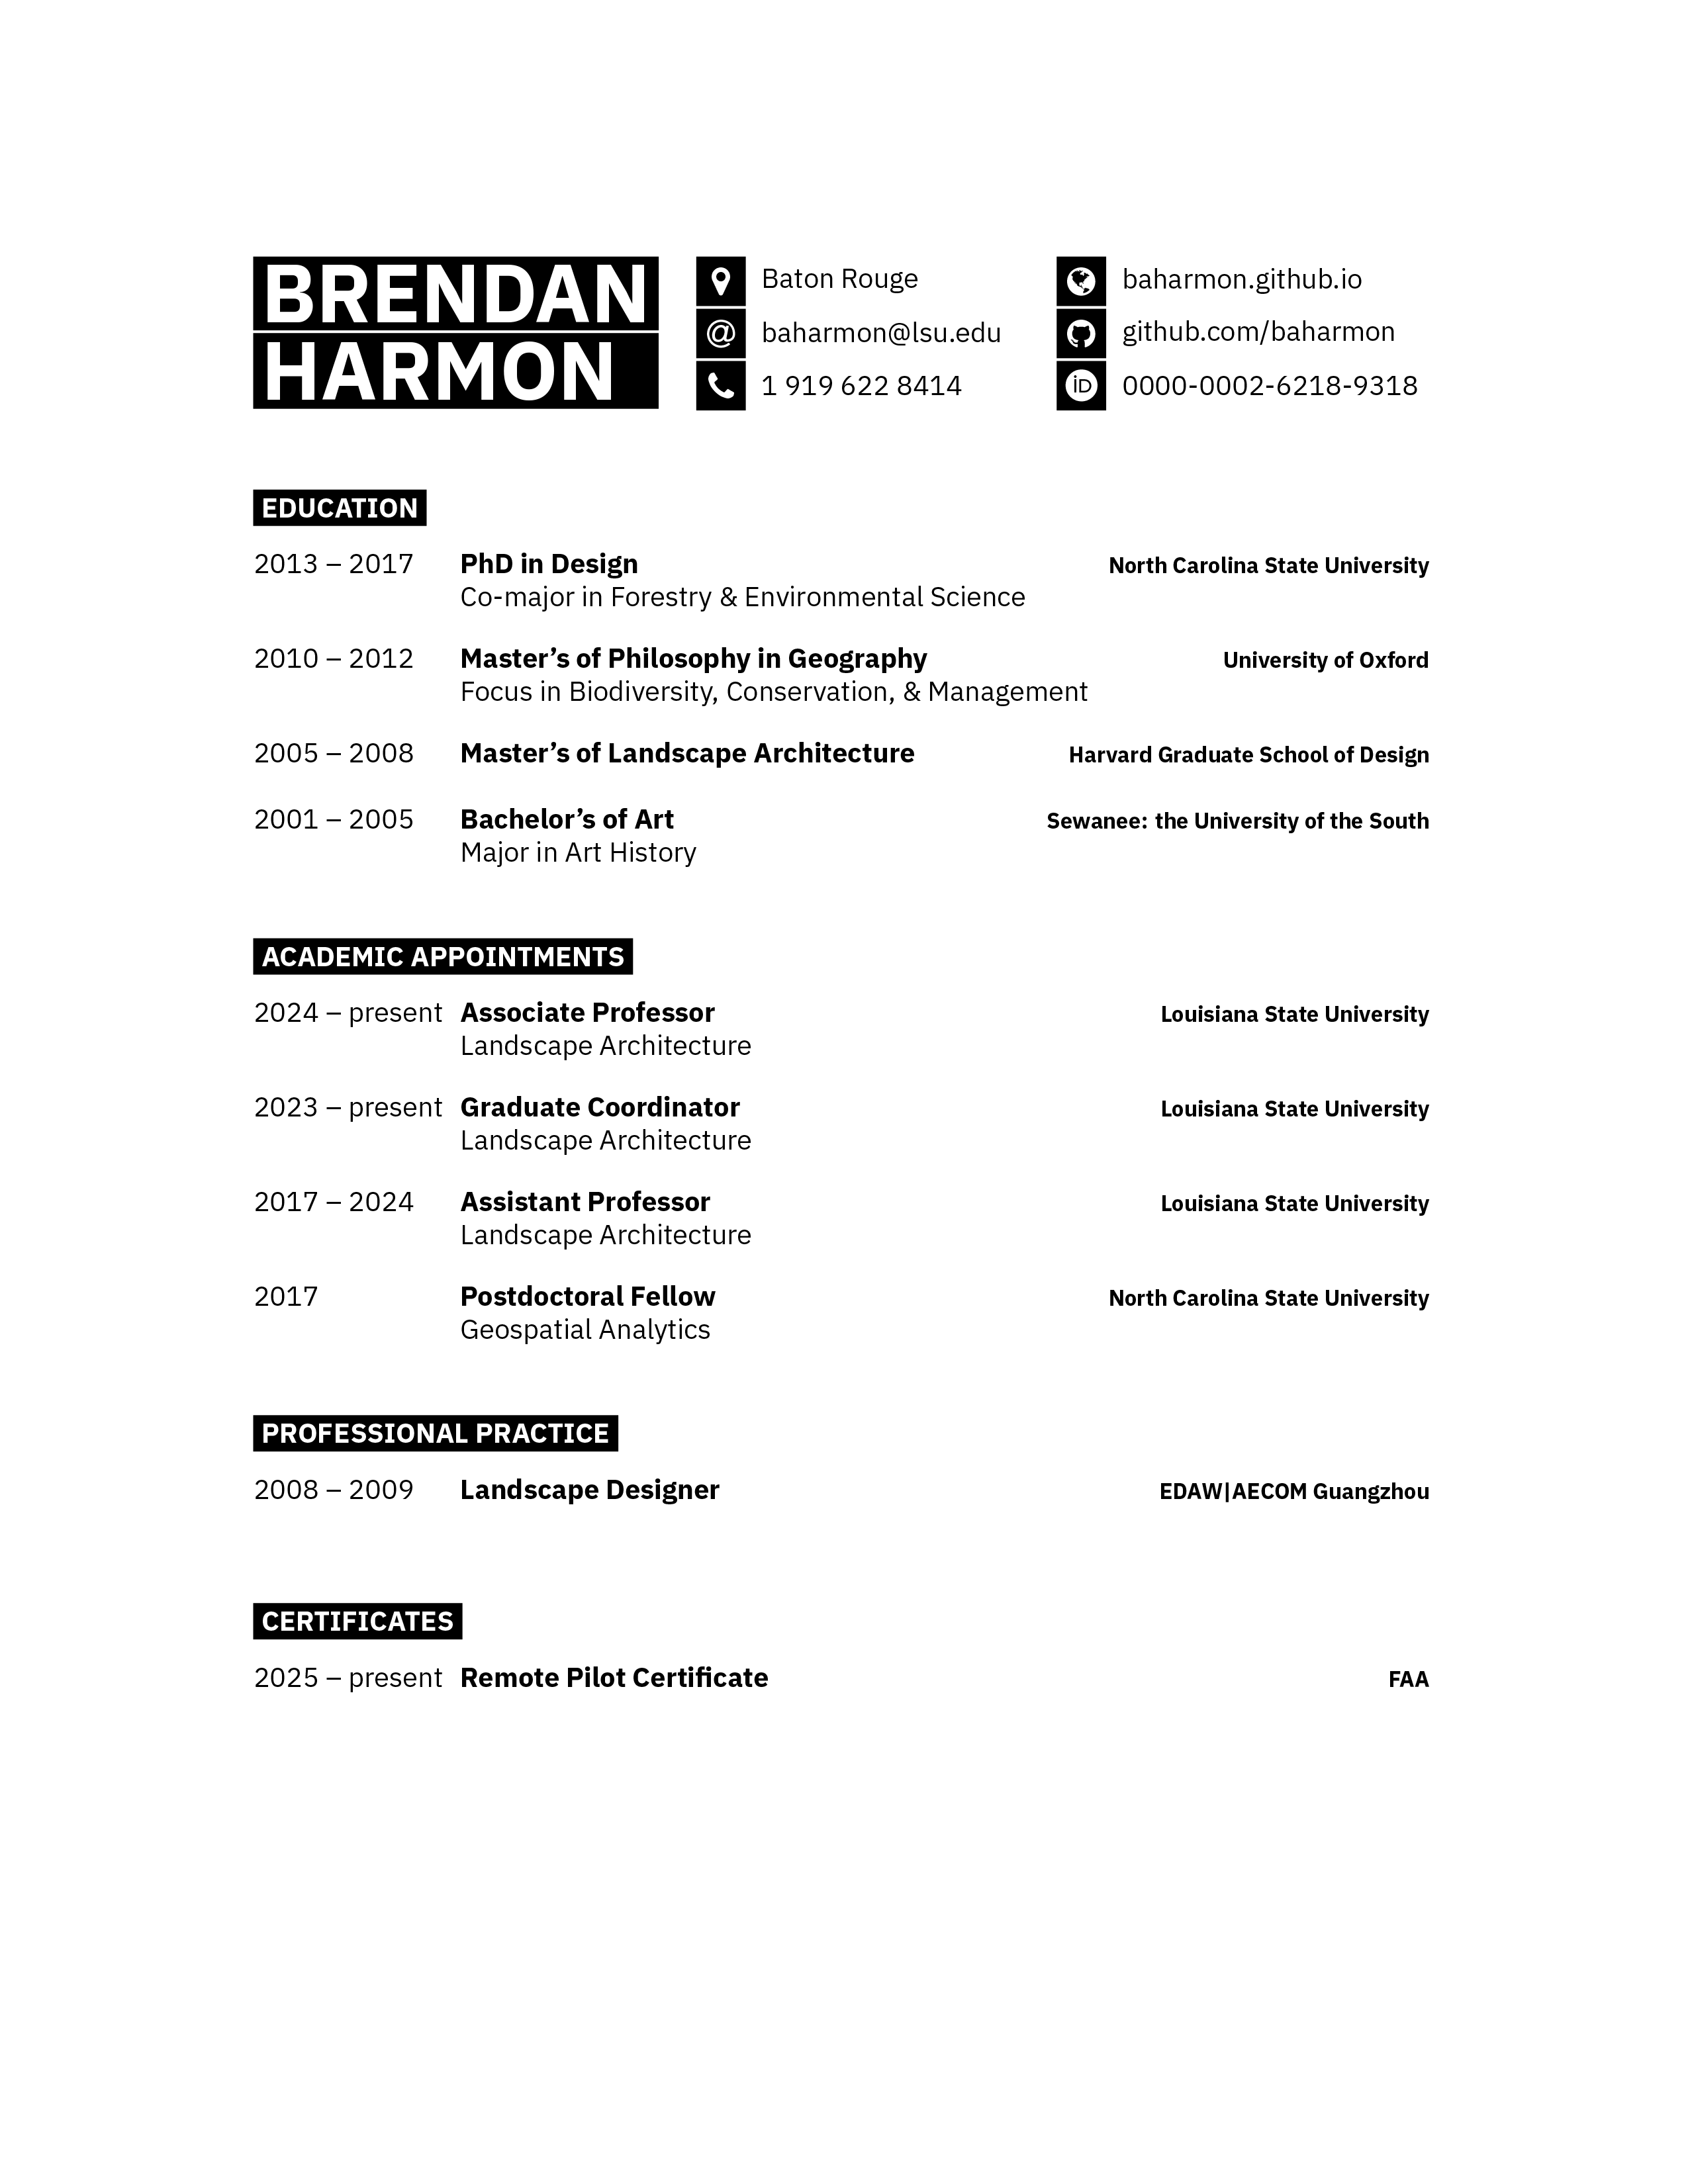 BRENDAN
HARMON
Baton Rouge
baharmon@lsu.edu
1 919 622 8414
baharmon.github.io
github.com/baharmon
iD 0000-0002-6218-9318
EDUCATION
2013 – 2017 PhD in Design North Carolina State University
Co-major in Forestry & Environmental Science
2010 – 2012 Master’s of Philosophy in Geography University of Oxford
Focus in Biodiversity, Conservation, & Management
2005 – 2008 Master’s of Landscape Architecture Harvard Graduate School of Design
2001 – 2005 Bachelor’s of Art Sewanee: the University of the South
Major in Art History
ACADEMIC APPOINTMENTS
2024 – present Associate Professor Louisiana State University
Landscape Architecture
2023 – present Graduate Coordinator Louisiana State University
Landscape Architecture
2017 – 2024 Assistant Professor Louisiana State University
Landscape Architecture
2017 Postdoctoral Fellow North Carolina State University
Geospatial Analytics
PROFESSIONAL PRACTICE
2008 – 2009 Landscape Designer EDAW|AECOM Guangzhou
CERTIFICATES
2025 – present Remote Pilot Certificate FAA